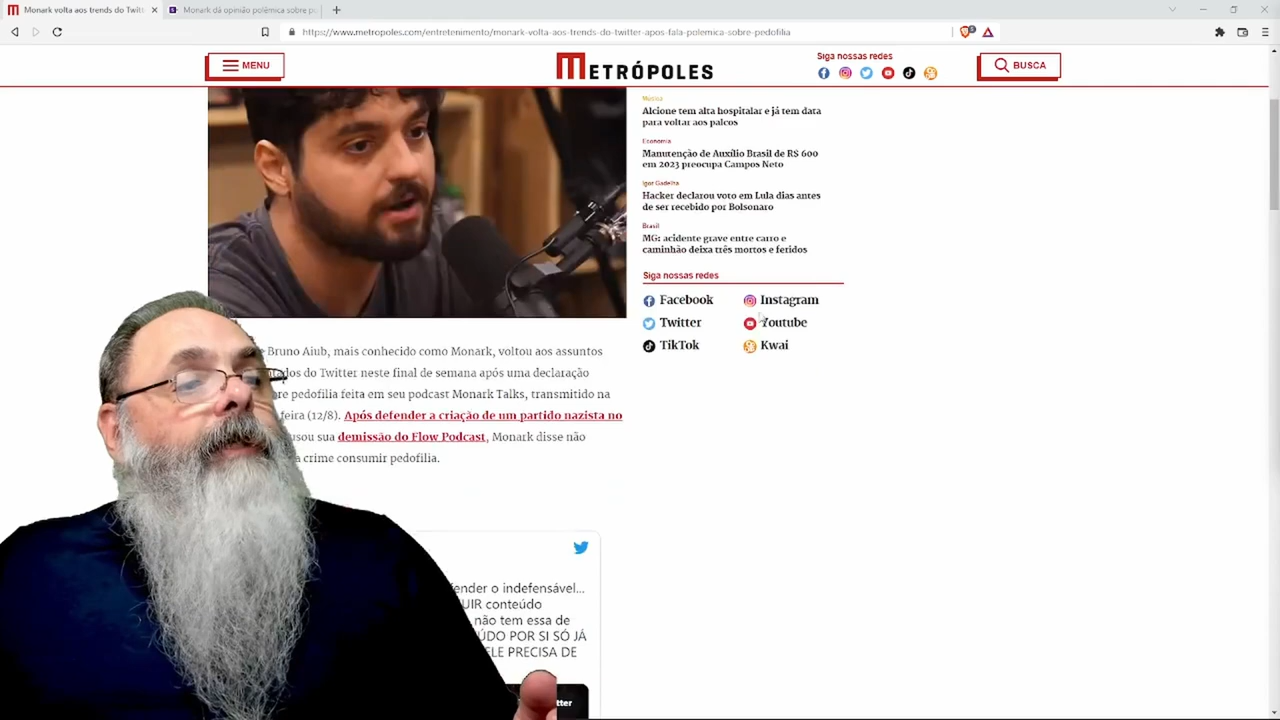 Monark volta aos trends do Twitt
Monark dá opinião polêmica sobre p
https://www.metropoles.com/entretenimento/monark-volta-aos-trends-do-twitter-apos-fala-polemica-sobre-pedofilia
MENU
METRÓPOLES
Siga nossas redes
BUSCA
Música
Alcione tem alta hospitalar e já tem data
para voltar aos palcos
Economia
Manutenção de Auxílio Brasil de R$ 600
em 2023 preocupa Campos Neto
Igor Gadelha
Hacker declarou voto em Lula dias antes
de ser recebido por Bolsonaro
Brasil
MG: acidente grave entre carro e
caminhão deixa três mortos e feridos
Siga nossas redes
Facebook
Instagram
Twitter
Youtube
TikTok
Kwai
Bruno Aiub, mais conhecido como Monark, voltou aos assuntos
tados do Twitter neste final de semana após uma declaração
re pedofilia feita em seu podcast Monark Talks, transmitido na
feira (12/8). Após defender a criação de um partido nazista no
usou sua demissão do Flow Podcast, Monark disse não
a crime consumir pedofilia.
ender o indefensável...
UIR conteúdo
não tem essa de
ÚDO POR SI SÓ JÁ
ELE PRECISA DE
tter